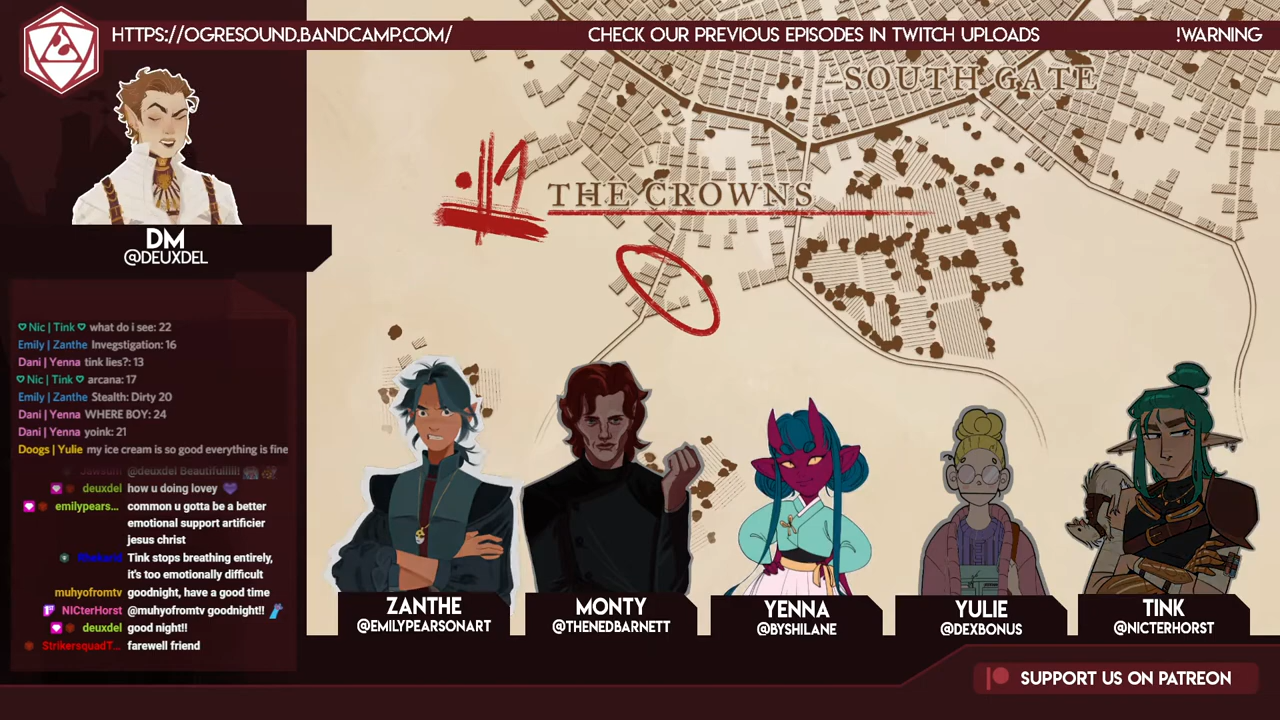 HTTPS://OGRESOUND.BANDCAMP.COM/
CHECK OUR PREVIOUS EPISODES IN TWITCH UPLOADS
!WARNING
SOUTH GATE
THE CROWNS
DM
@DEUXDEL
Nic | Tink what do i see: 22
Emily | Zanthe Invegstigation: 16
Dani | Yenna tink lies?: 13
Nic | Tink arcana: 17
Emily | Zanthe Stealth: Dirty 20
Dani | Yenna WHERE BOY: 24
Dani | Yenna yoink: 21
Doogs | Yulie my ice cream is so good everything is fine
@deuxdel Beautifullll!
deuxdel how u doing lovey
emilypears... common u gotta be a better
emotional support artificier
jesus christ
Tink stops breathing entirely,
it's too emotionally difficult
muhyofromtv goodnight, have a good time
NICterHorst @muhyofromtv goodnight!!
deuxdel good night!!
StrikersquadT... farewell friend
ZANTHE
@EMILYPEARSONART
MONTY
@THENEDBARNETT
YENNA
@BYSHILANE
YULIE
@DEXBONUS
TINK
@NICTERHORST
SUPPORT US ON PATREON